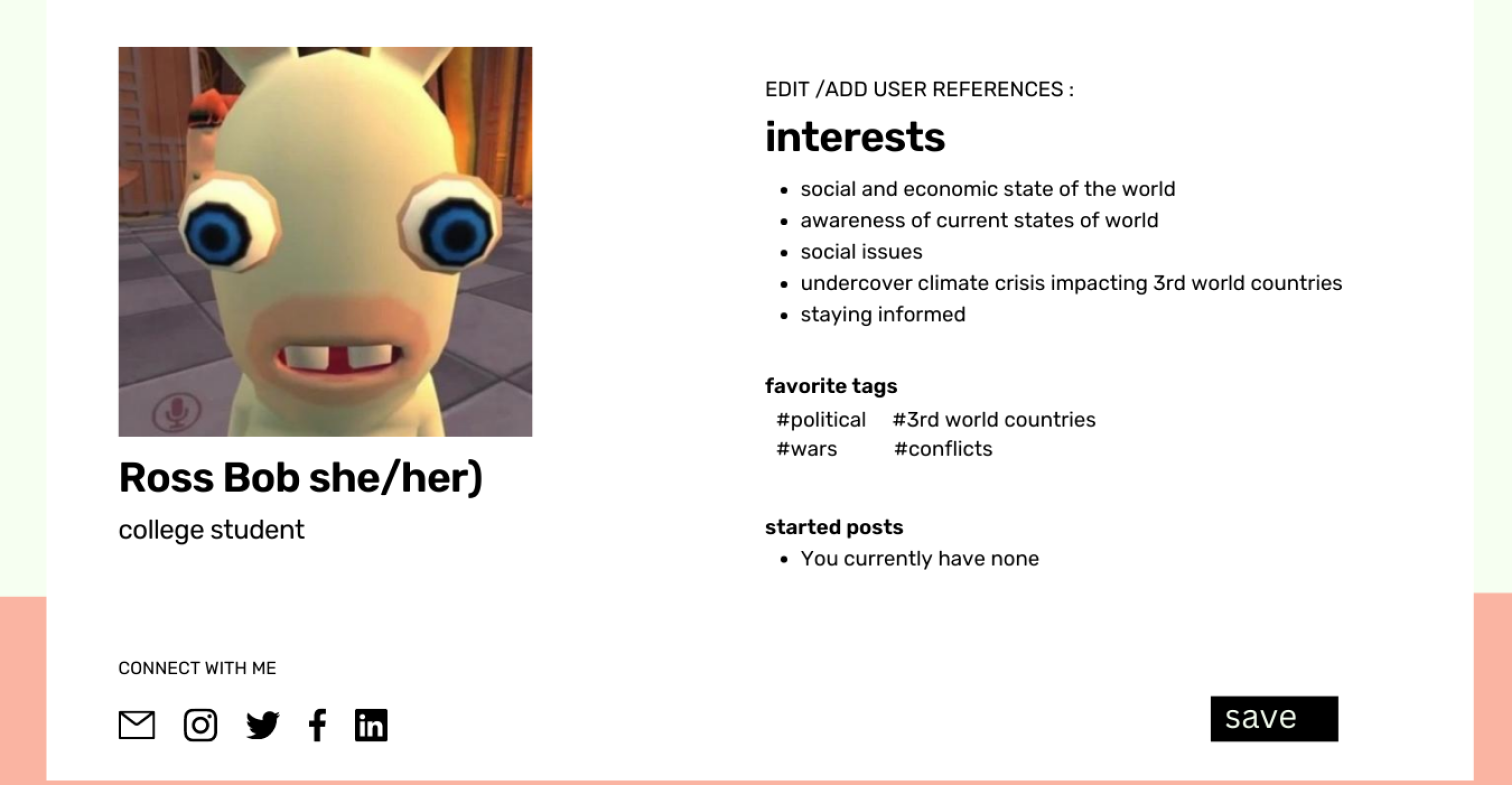 EDIT /ADD USER REFERENCES :
interests
social and economic state of the world
awareness of current states of world
social issues
undercover climate crisis impacting 3rd world countries
staying informed
favorite tags
#political #3rd world countries
#wars #conflicts
started posts
You currently have none
Ross Bob she/her)
college student
CONNECT WITH ME
in
save